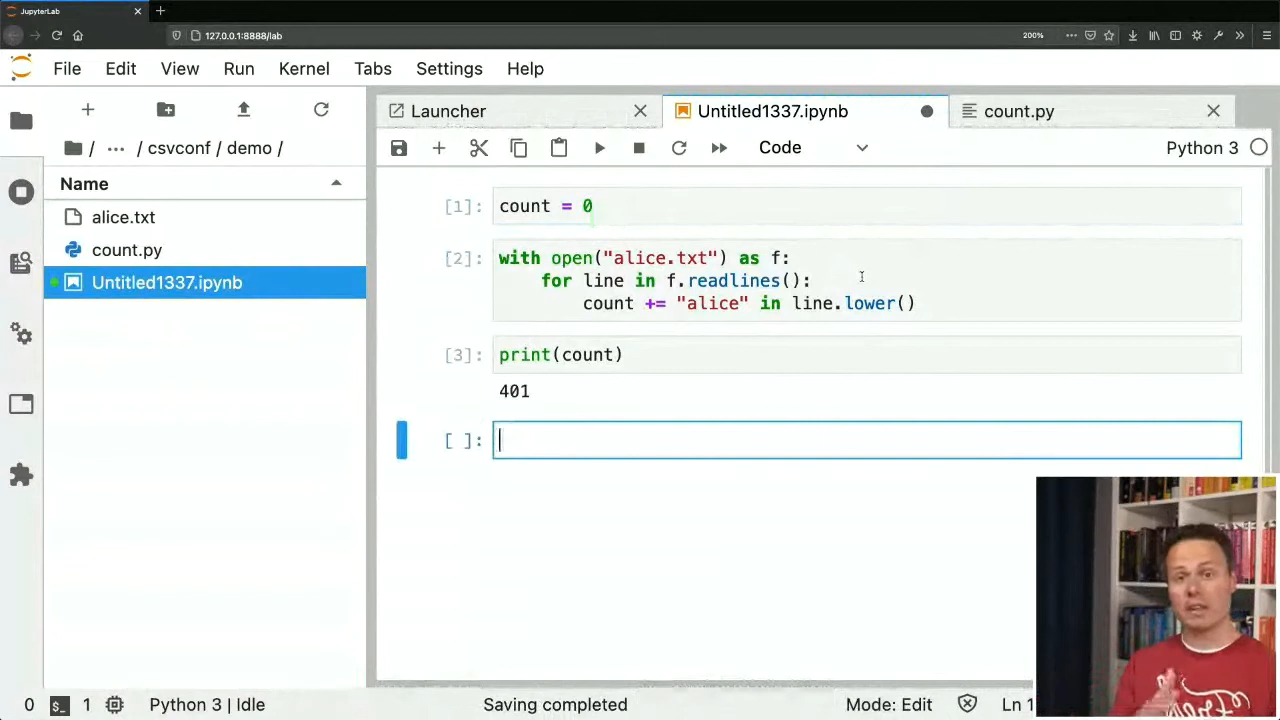 JupyterLab
127.0.0.1:8888/lab
200%
File Edit View Run Kernel Tabs Settings Help
/ ··· / csvconf / demo /
Name
alice.txt
count.py
Untitled1337.ipynb
Launcher
Untitled1337.ipynb
count.py
Code
Python 3
[1]: count = 0
[2]: with open("alice.txt") as f:
for line in f.readlines():
count += "alice" in line.lower()
[3]: print(count)
401
[ ]:
0 $_ 1 Python 3 | Idle Saving completed Mode: Edit Ln 1